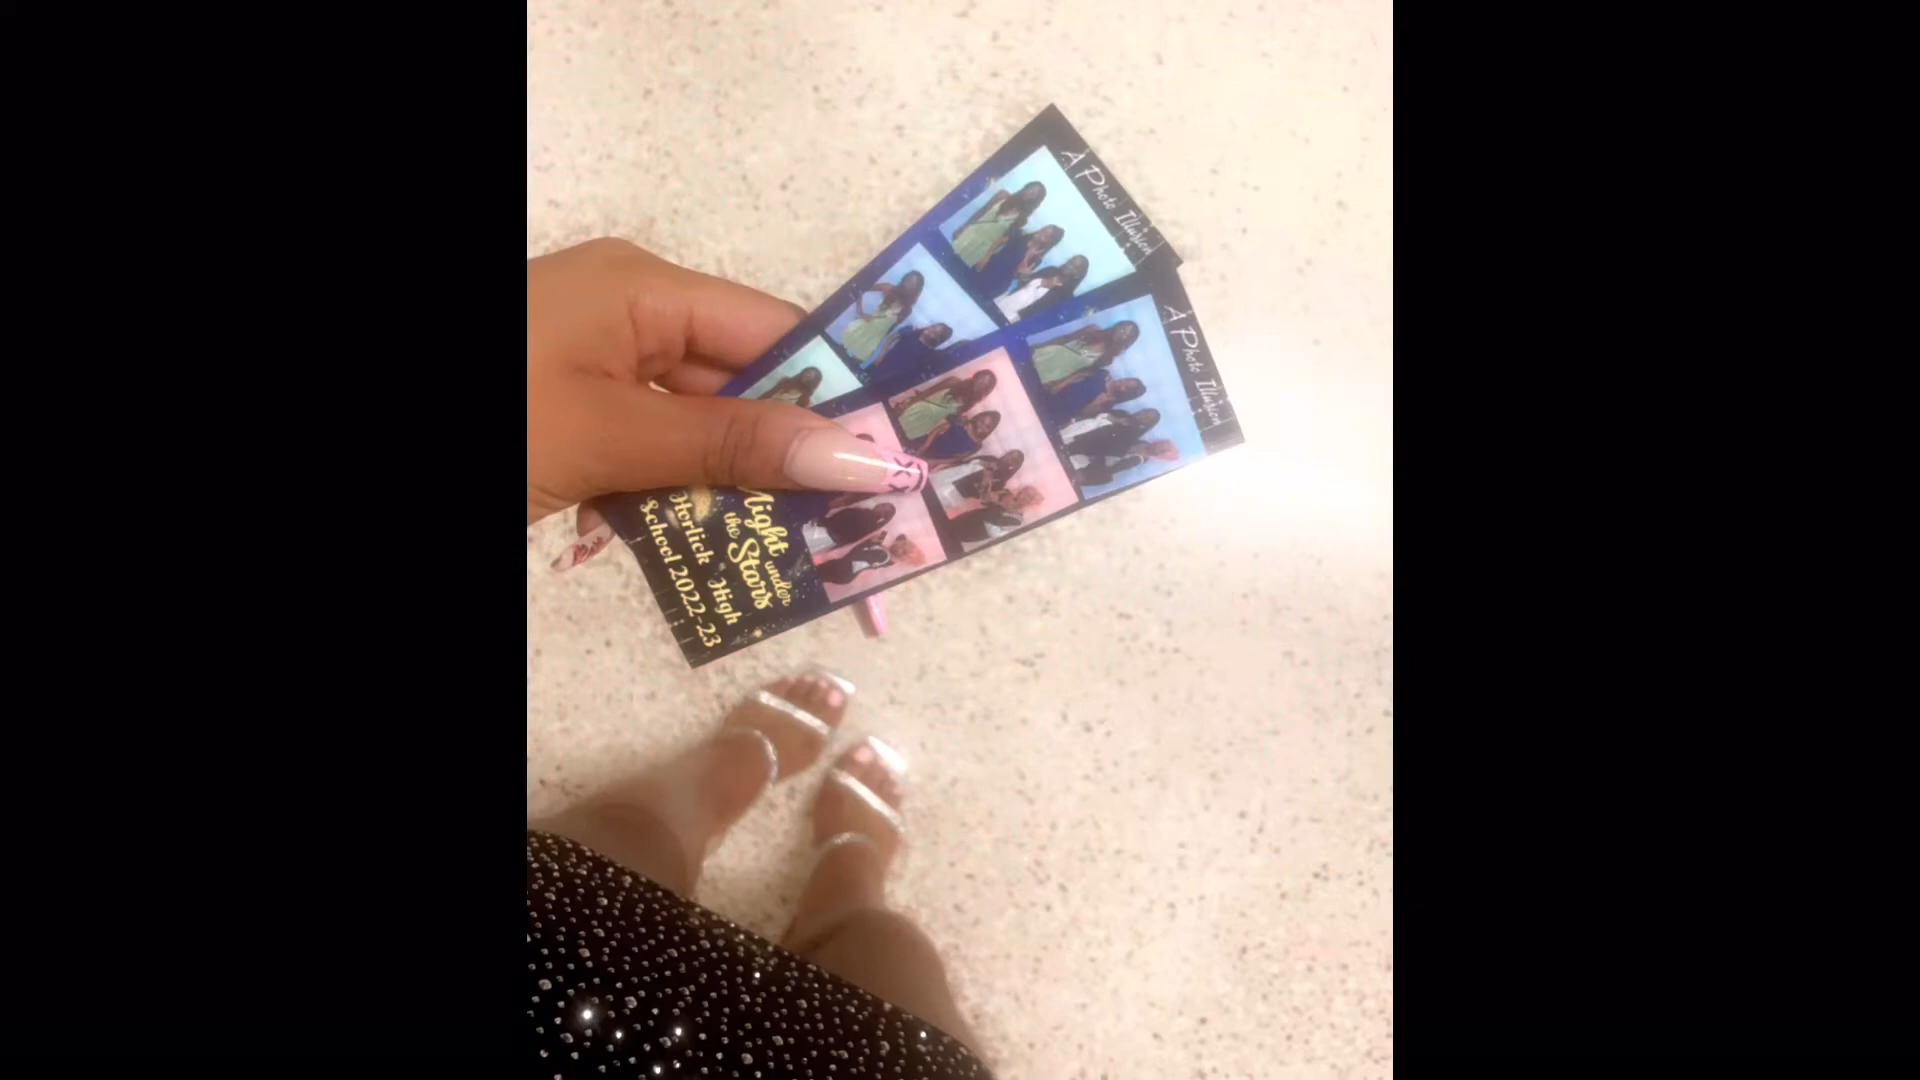 A Photo Illusion
A Photo Illusion
Night under
the Stars
Horlick High
School 2022-23